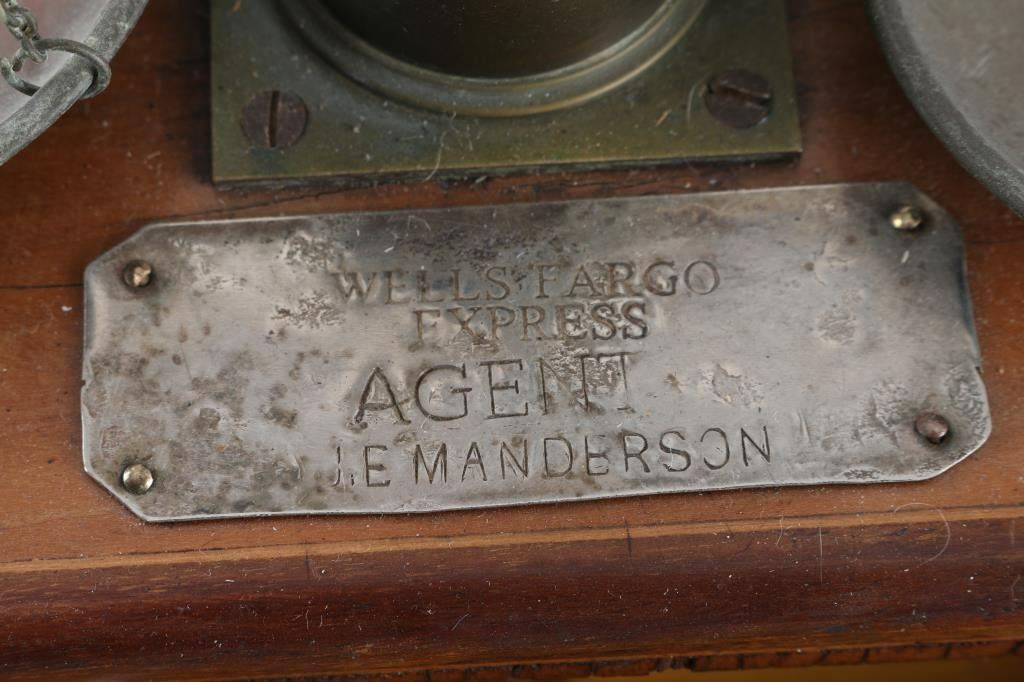 WELLS FARGO
EXPRESS
AGENT
J.E MANDERSON